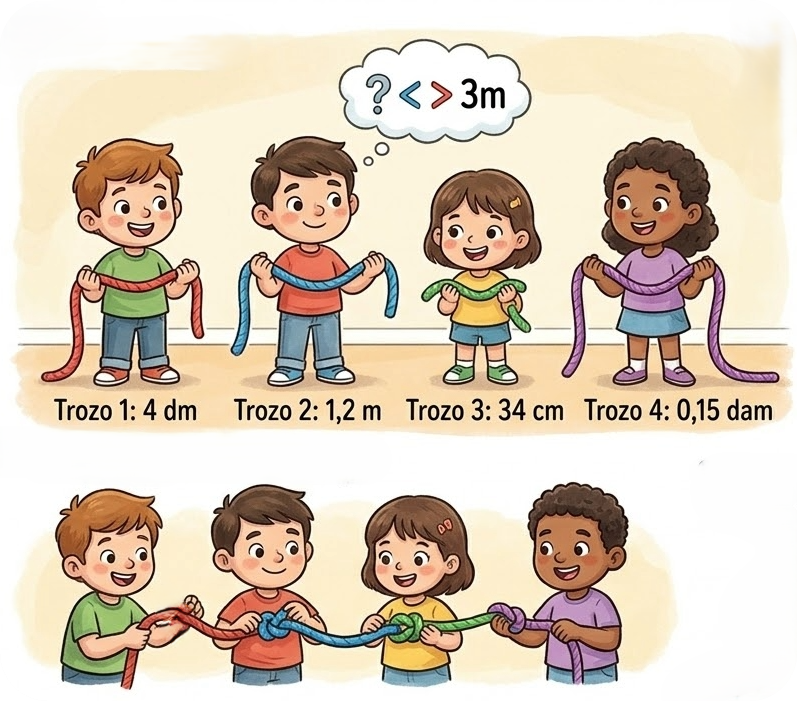 ? < > 3m
Trozo 1: 4 dm
Trozo 2: 1,2 m
Trozo 3: 34 cm
Trozo 4: 0,15 dam